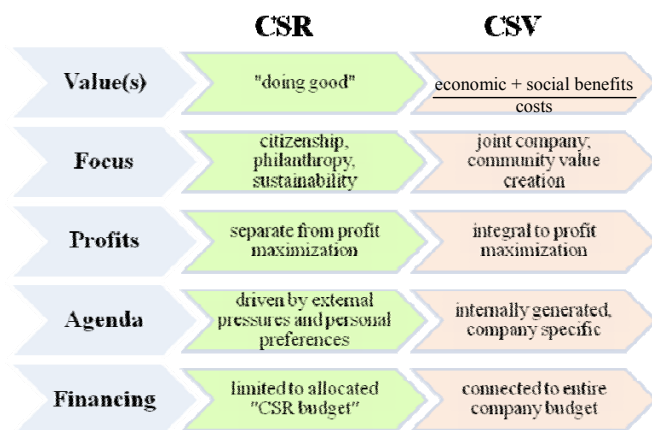 CSR CSV
Value(s)
"doing good"
economic + social benefits
costs
Focus
citizenship,
philanthropy,
sustainability
joint company;
community value
creation
Profits
separate from profit
maximization
integral to profit
maximization
Agenda
driven by external
pressures and personal
preferences
internally generated,
company specific
Financing
limited to allocated
"CSR budget"
connected to entire
company budget